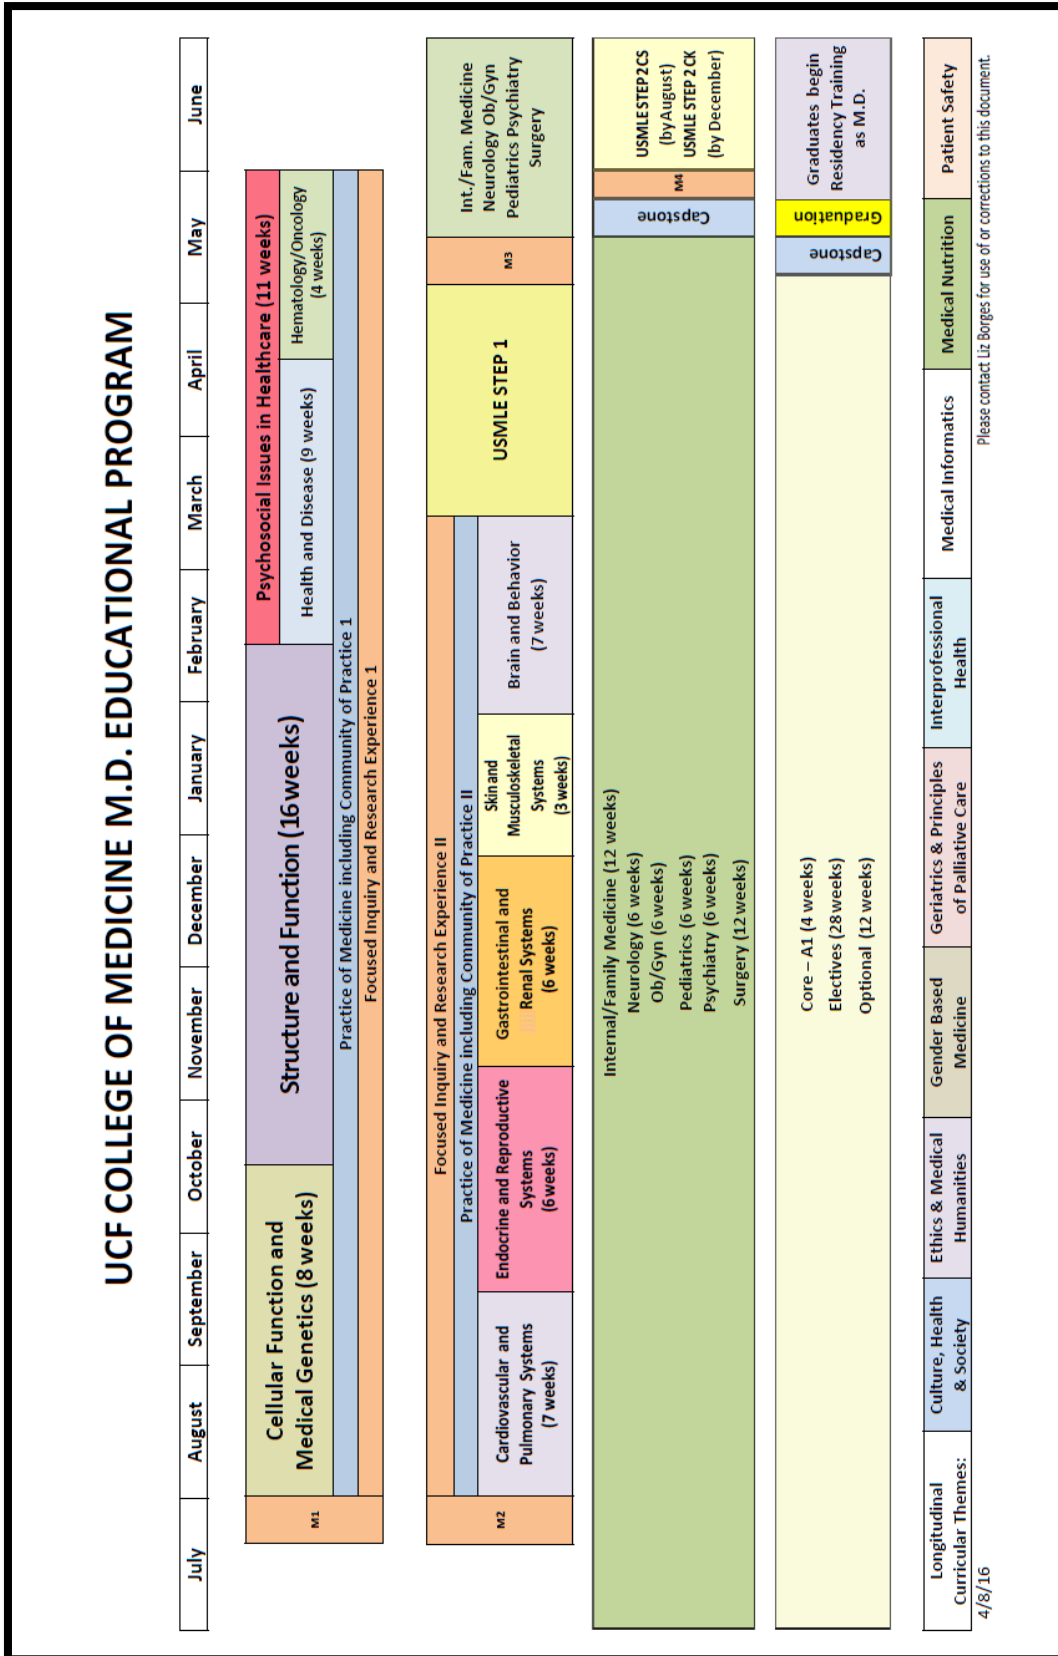 UCF COLLEGE OF MEDICINE M.D. EDUCATIONAL PROGRAM
July August September October November December January February March April May June
M1
Cellular Function and
Medical Genetics (8 weeks)
Structure and Function (16 weeks)
Psychosocial Issues in Healthcare (11 weeks)
Health and Disease (9 weeks)
Hematology/Oncology
(4 weeks)
Practice of Medicine including Community of Practice 1
Focused Inquiry and Research Experience 1
M2
Focused Inquiry and Research Experience II
Practice of Medicine including Community of Practice II
Cardiovascular and
Pulmonary Systems
(7 weeks)
Endocrine and Reproductive
Systems
(6 weeks)
Gastrointestinal and
Renal Systems
(6 weeks)
Skin and
Musculoskeletal
Systems
(3 weeks)
Brain and Behavior
(7 weeks)
USMLE STEP 1
M3
Int./Fam. Medicine
Neurology Ob/Gyn
Pediatrics Psychiatry
Surgery
Internal/Family Medicine (12 weeks)
Neurology (6 weeks)
Ob/Gyn (6 weeks)
Pediatrics (6 weeks)
Psychiatry (6 weeks)
Surgery (12 weeks)
Capstone
M4
USMLE STEP 2CS
(by August)
USMLE STEP 2 CK
(by December)
Core – A1 (4 weeks)
Electives (28 weeks)
Optional (12 weeks)
Capstone
Graduation
Graduates begin
Residency Training
as M.D.
Longitudinal
Curricular Themes:
Culture, Health
& Society
Ethics & Medical
Humanities
Gender Based
Medicine
Geriatrics & Principles
of Palliative Care
Interprofessional
Health
Medical Informatics
Medical Nutrition
Patient Safety
4/8/16
Please contact Liz Borges for use of or corrections to this document.